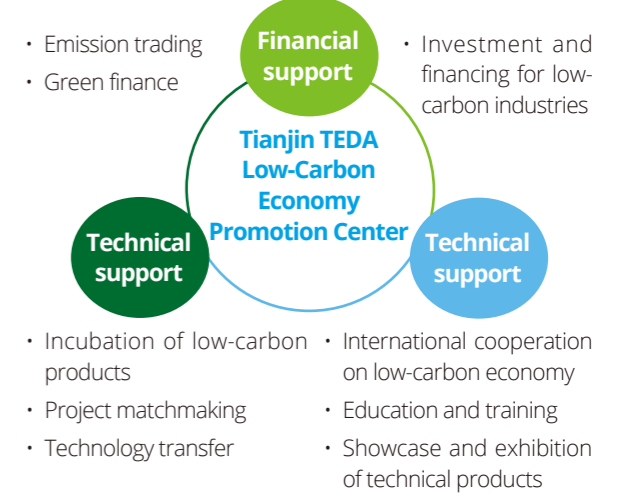 • Emission trading
• Green finance
Financial
support
• Investment and
financing for low-
carbon industries
Tianjin TEDA
Low-Carbon
Economy
Promotion Center
Technical
support
Technical
support
• Incubation of low-carbon
products
• Project matchmaking
• Technology transfer
• International cooperation
on low-carbon economy
• Education and training
• Showcase and exhibition
of technical products